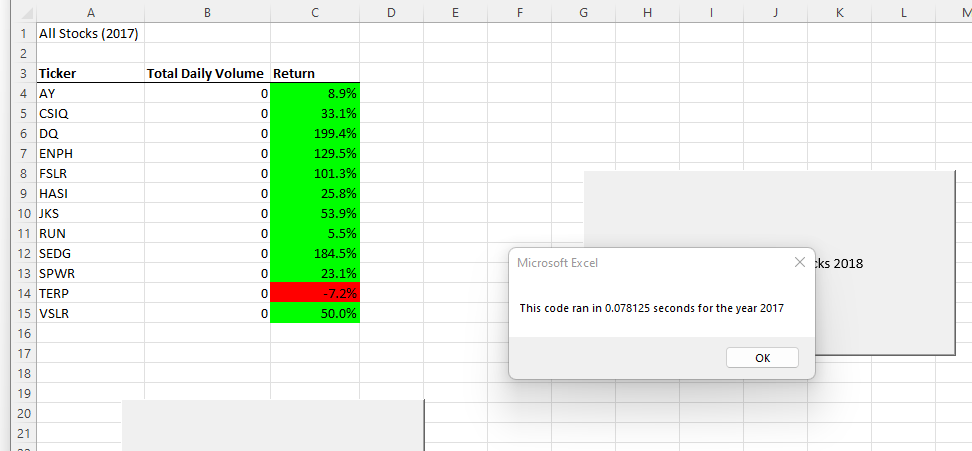 A B C D E F G H I J K L M
1 All Stocks (2017)
2
3 Ticker Total Daily Volume Return
4 AY 0 8.9%
5 CSIQ 0 33.1%
6 DQ 0 199.4%
7 ENPH 0 129.5%
8 FSLR 0 101.3%
9 HASI 0 25.8%
10 JKS 0 53.9%
11 RUN 0 5.5%
12 SEDG 0 184.5%
Microsoft Excel
cks 2018
13 SPWR 0 23.1%
14 TERP 0 -7.2%
This code ran in 0.078125 seconds for the year 2017
15 VSLR 0 50.0%
16
17
OK
18
19
20
21